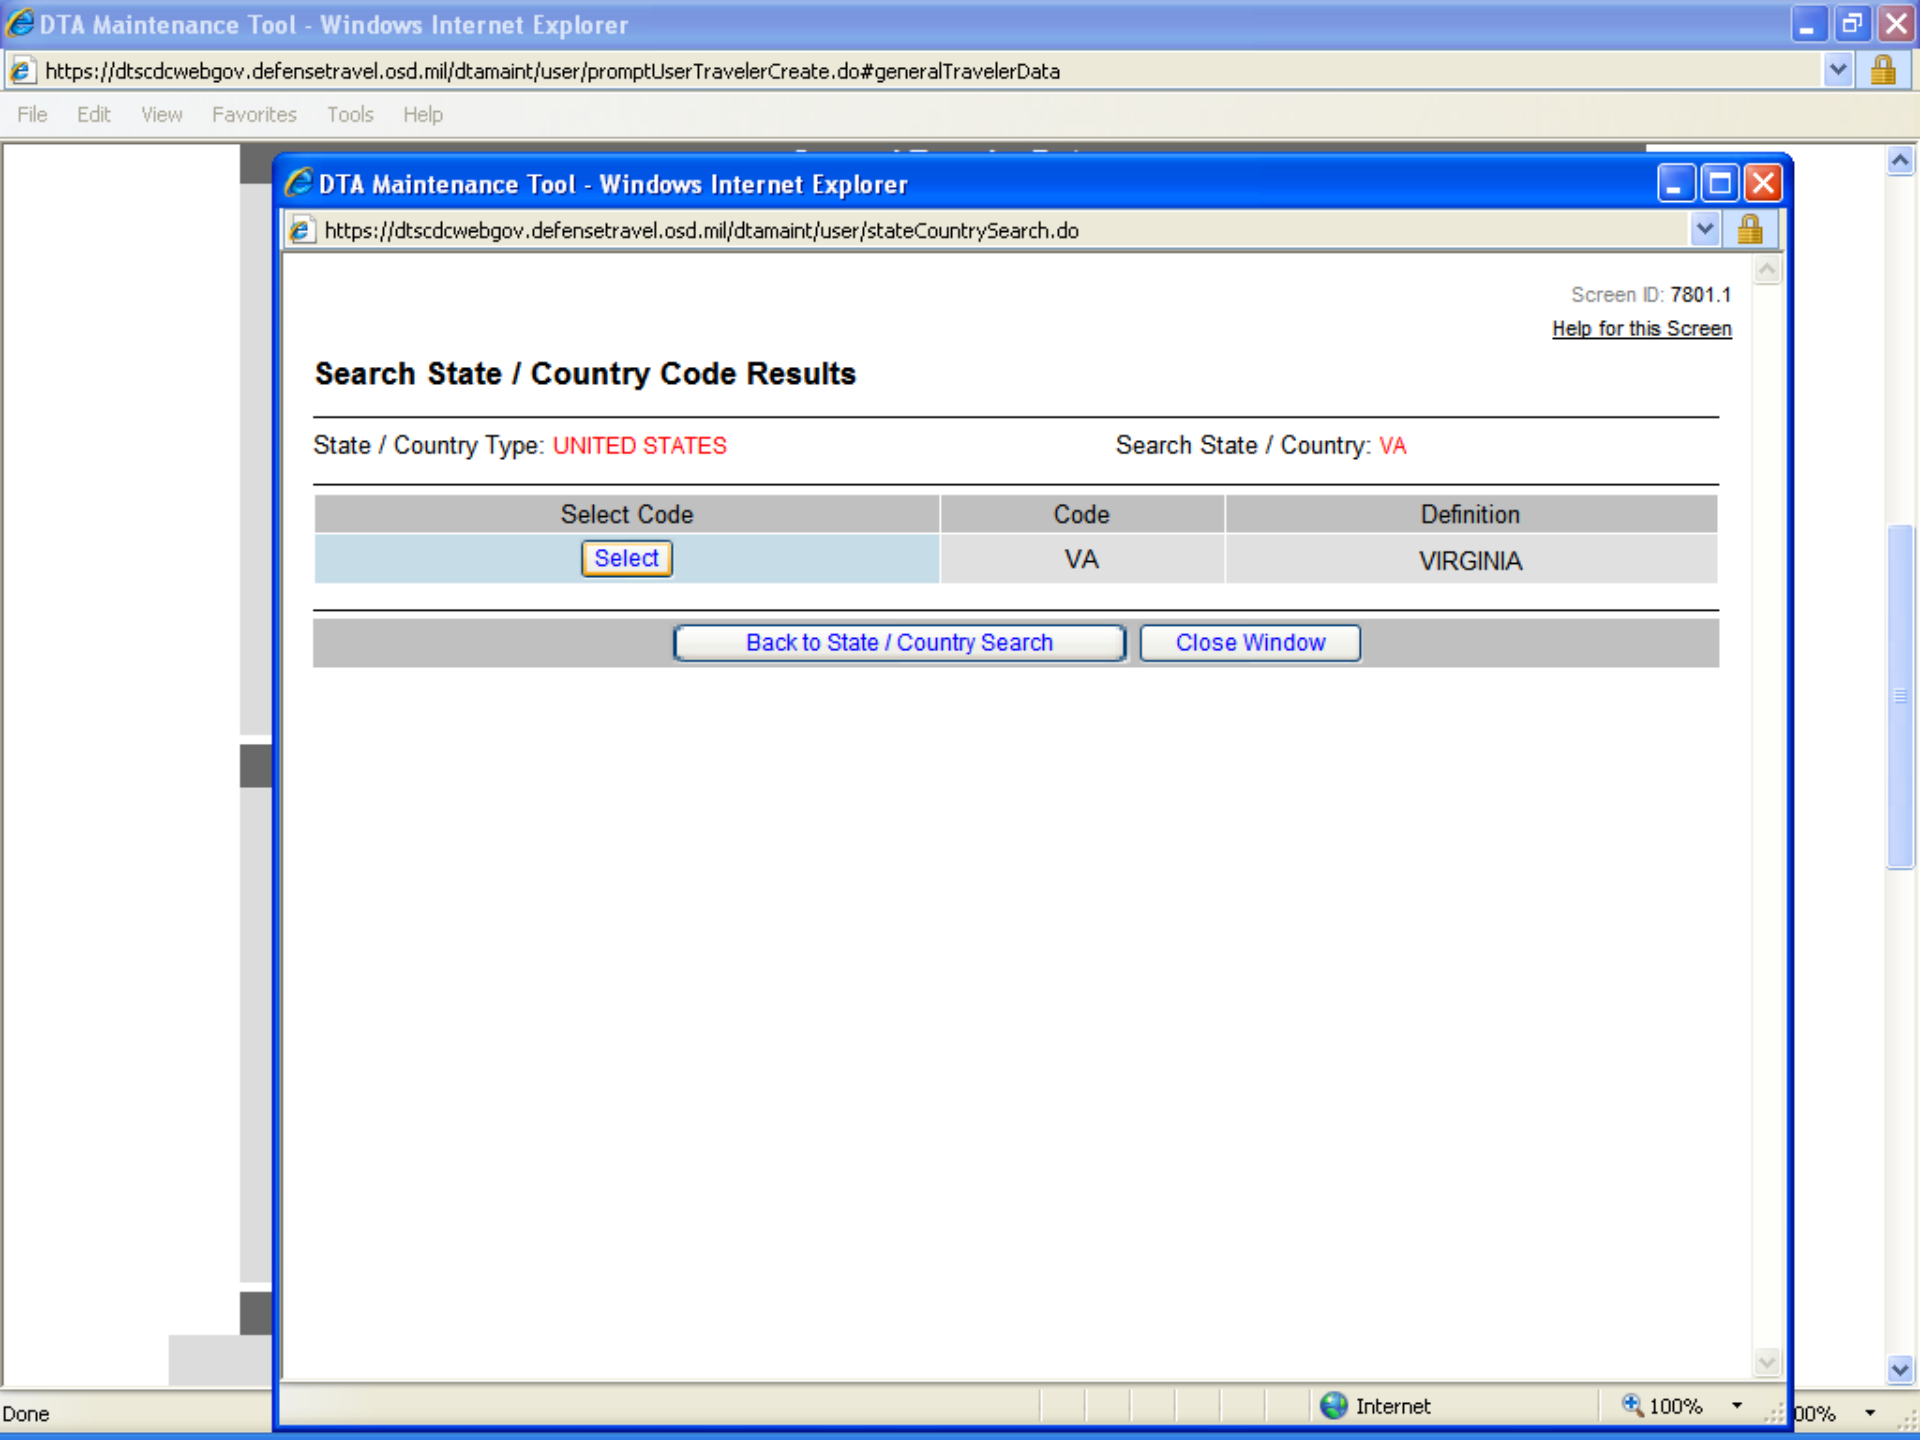 DTA Maintenance Tool - Windows Internet Explorer
https://dtscdcwebgov.defensetravel.osd.mil/dtamaint/user/promptUserTravelerCreate.do#generalTravelerData
File Edit View Favorites Tools Help
DTA Maintenance Tool - Windows Internet Explorer
https://dtscdcwebgov.defensetravel.osd.mil/dtamaint/user/stateCountrySearch.do
Screen ID: 7801.1
Help for this Screen
Search State / Country Code Results
State / Country Type: UNITED STATES Search State / Country: VA
Select Code Code Definition
Select VA VIRGINIA
Back to State / Country Search Close Window
Internet 100%
Done 00%